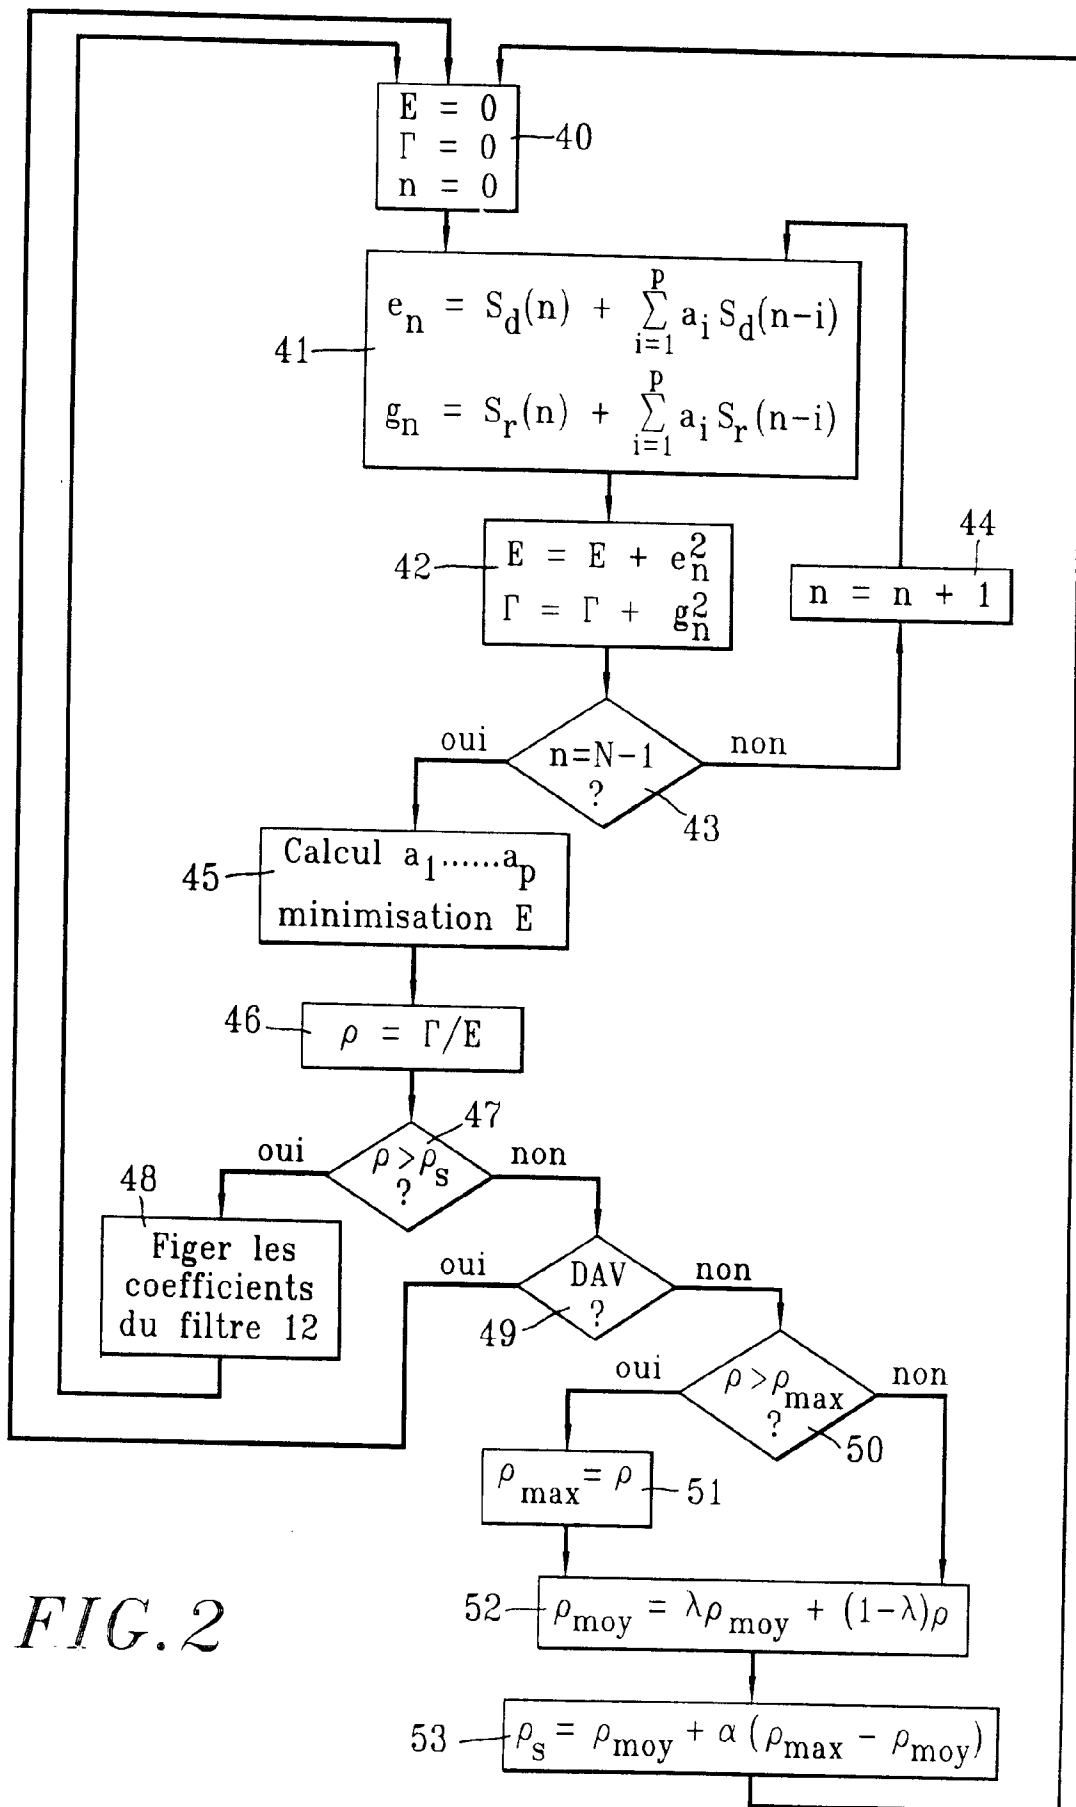 E = 0
Γ = 0
n = 0
40
e_n = S_d(n) + \sum_{i=1}^{p} a_i S_d(n-i)
41
g_n = S_r(n) + \sum_{i=1}^{p} a_i S_r(n-i)
44
42
E = E + e_n^2
Γ = Γ + g_n^2
n = n + 1
oui
n=N-1
?
non
43
45
Calcul a_1......a_p
minimisation E
46
ρ = Γ/E
47
oui
ρ > ρ_s
?
non
48
Figer les
coefficients
du filtre 12
oui
DAV
?
non
49
oui
ρ > ρ_max
?
non
50
ρ_max = ρ
51
52
ρ_moy = λρ_moy + (1-λ)ρ
53
ρ_s = ρ_moy + α (ρ_max - ρ_moy)
FIG. 2